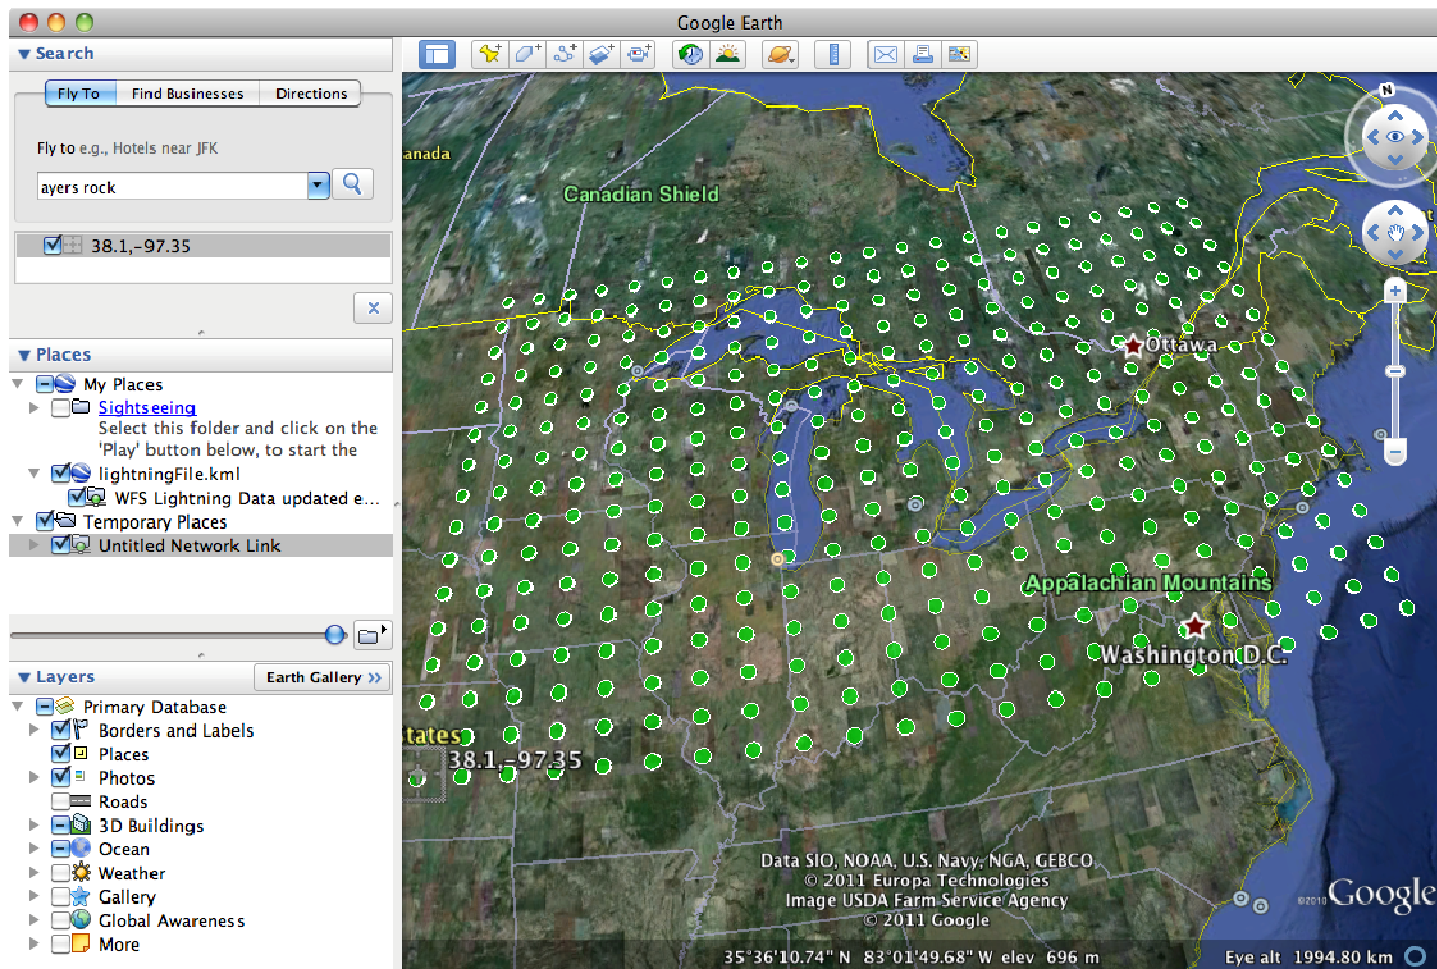 Google Earth
Search
Fly To
Find Businesses
Directions
Fly to e.g., Hotels near JFK
ayers rock
38.1,-97.35
Places
My Places
Sightseeing
Select this folder and click on the
'Play' button below, to start the
lightningFile.kml
WFS Lightning Data updated e...
Temporary Places
Untitled Network Link
Layers
Earth Gallery >>
Primary Database
Borders and Labels
Places
Photos
Roads
3D Buildings
Ocean
Weather
Gallery
Global Awareness
More
N
anada
Canadian Shield
Ottawa
Appalachian Mountains
Washington D.C.
tates
38.1,-97.35
Data SIO, NOAA, U.S. Navy, NGA, GEBCO
© 2011 Europa Technologies
Image USDA Farm Service Agency
© 2011 Google
©2010 Google
35°36'10.74" N 83°01'49.68" W elev 696 m
Eye alt 1994.80 km